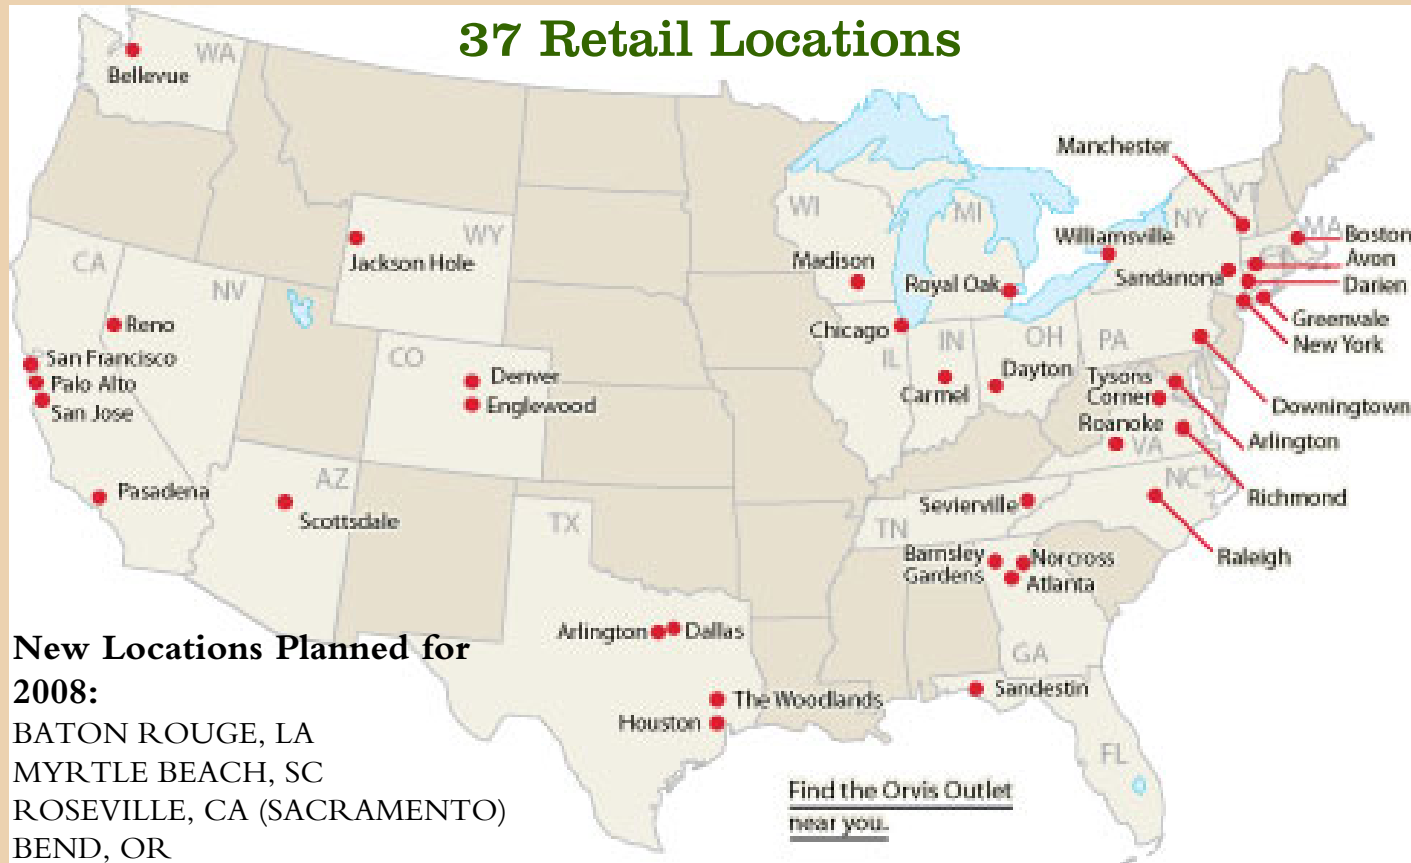 37 Retail Locations
WA
Bellevue
Manchester
VT
WI
MI
NY
MA
WY
Williamsville
Boston
CA
Jackson Hole
Madison
Avon
Royal Oak
Sandanona
Darien
NV
Greenvale
Reno
Chicago
New York
San Francisco
CO
IL
IN
OH
PA
Palo Alto
Denver
Dayton
Tysons
Corner
San Jose
Englewood
Carmel
Downingtown
Roanoke
VA
Arlington
Pasadena
AZ
NC
Richmond
Scottsdale
Sevierville
TX
TN
Barnsley
Gardens
Norcross
Raleigh
Atlanta
Arlington
Dallas
GA
Sandestin
The Woodlands
Houston
FL
New Locations Planned for
2008:
BATON ROUGE, LA
MYRTLE BEACH, SC
ROSEVILLE, CA (SACRAMENTO)
BEND, OR
Find the Orvis Outlet
near you.